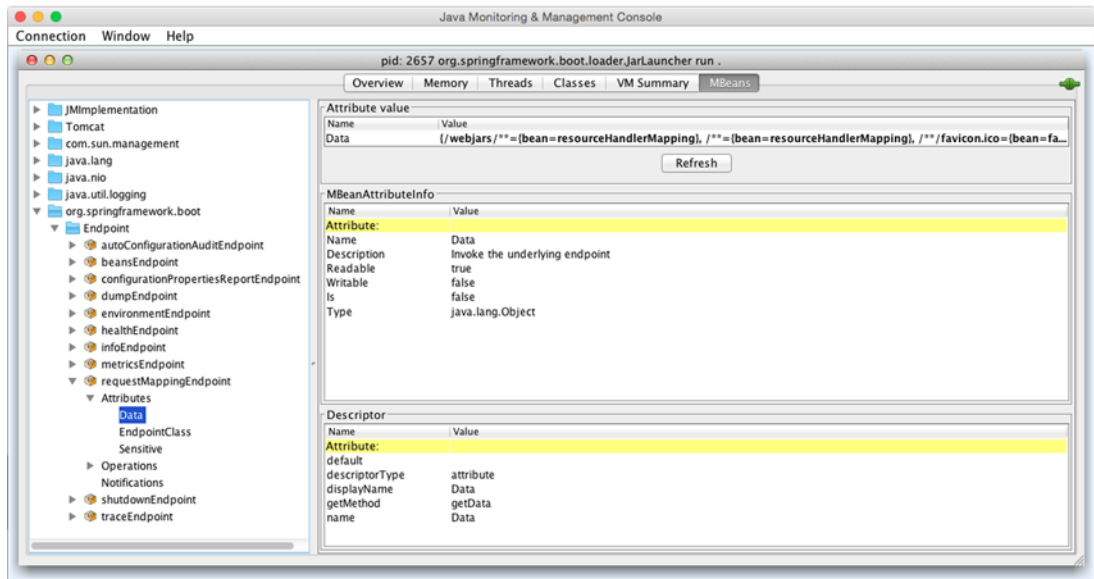 Java Monitoring & Management Console
Connection Window Help
pid: 2657 org.springframework.boot.loader.JarLauncher run .
Overview Memory Threads Classes VM Summary MBeans
JMImplementation
Tomcat
com.sun.management
java.lang
java.nio
java.util.logging
org.springframework.boot
Endpoint
autoConfigurationAuditEndpoint
beansEndpoint
configurationPropertiesReportEndpoint
dumpEndpoint
environmentEndpoint
healthEndpoint
infoEndpoint
metricsEndpoint
requestMappingEndpoint
Attributes
Data
EndpointClass
Sensitive
Operations
Notifications
shutdownEndpoint
traceEndpoint
Attribute value
Name Value
Data {/webjars/**={bean=resourceHandlerMapping}, /**={bean=resourceHandlerMapping}, /**/favicon.ico={bean=fa...
Refresh
MBeanAttributeInfo
Name Value
Attribute:
Name Data
Description Invoke the underlying endpoint
Readable true
Writable false
Is false
Type java.lang.Object
Descriptor
Name Value
Attribute:
default
descriptorType attribute
displayName Data
getMethod getData
name Data